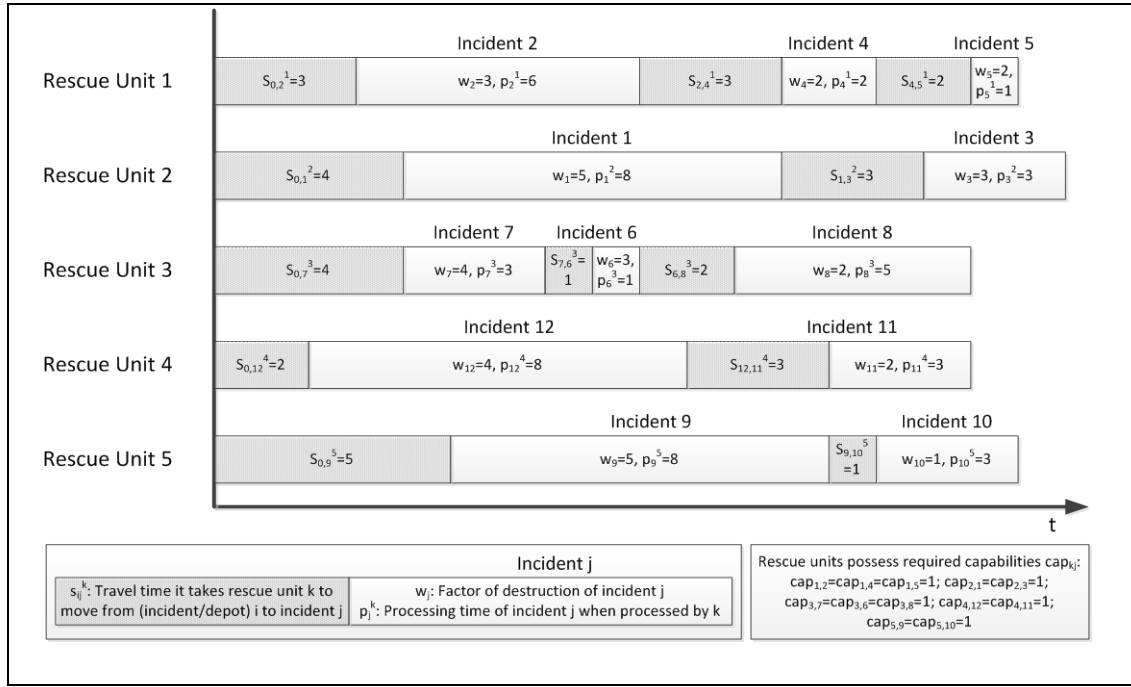 Incident 2 Incident 4 Incident 5
Rescue Unit 1 S₀,₂¹=3 w₂=3, p₂¹=6 S₂,₄¹=3 w₄=2, p₄¹=2 S₄,₅¹=2 w₅=2,
p₅¹=1
Incident 1 Incident 3
Rescue Unit 2 S₀,₁²=4 w₁=5, p₁²=8 S₁,₃²=3 w₃=3, p₃²=3
Incident 7 Incident 6 Incident 8
Rescue Unit 3 S₀,₇³=4 w₇=4, p₇³=3 S₇,₆³= w₆=3, S₆,₈³=2 w₈=2, p₈³=5
1 p₆³=1
Incident 12 Incident 11
Rescue Unit 4 S₀,₁₂⁴=2 w₁₂=4, p₁₂⁴=8 S₁₂,₁₁⁴=3 w₁₁=2, p₁₁⁴=3
Incident 9 Incident 10
Rescue Unit 5 S₀,₉⁵=5 w₉=5, p₉⁵=8 S₉,₁₀⁵ w₁₀=1, p₁₀⁵=3
=1
t
Incident j
sᵢⱼᵏ: Travel time it takes rescue unit k to
move from (incident/depot) i to incident j
wⱼ: Factor of destruction of incident j
pⱼᵏ: Processing time of incident j when processed by k
Rescue units possess required capabilities capₖⱼ:
cap₁,₂=cap₁,₄=cap₁,₅=1; cap₂,₁=cap₂,₃=1;
cap₃,₇=cap₃,₆=cap₃,₈=1; cap₄,₁₂=cap₄,₁₁=1;
cap₅,₉=cap₅,₁₀=1